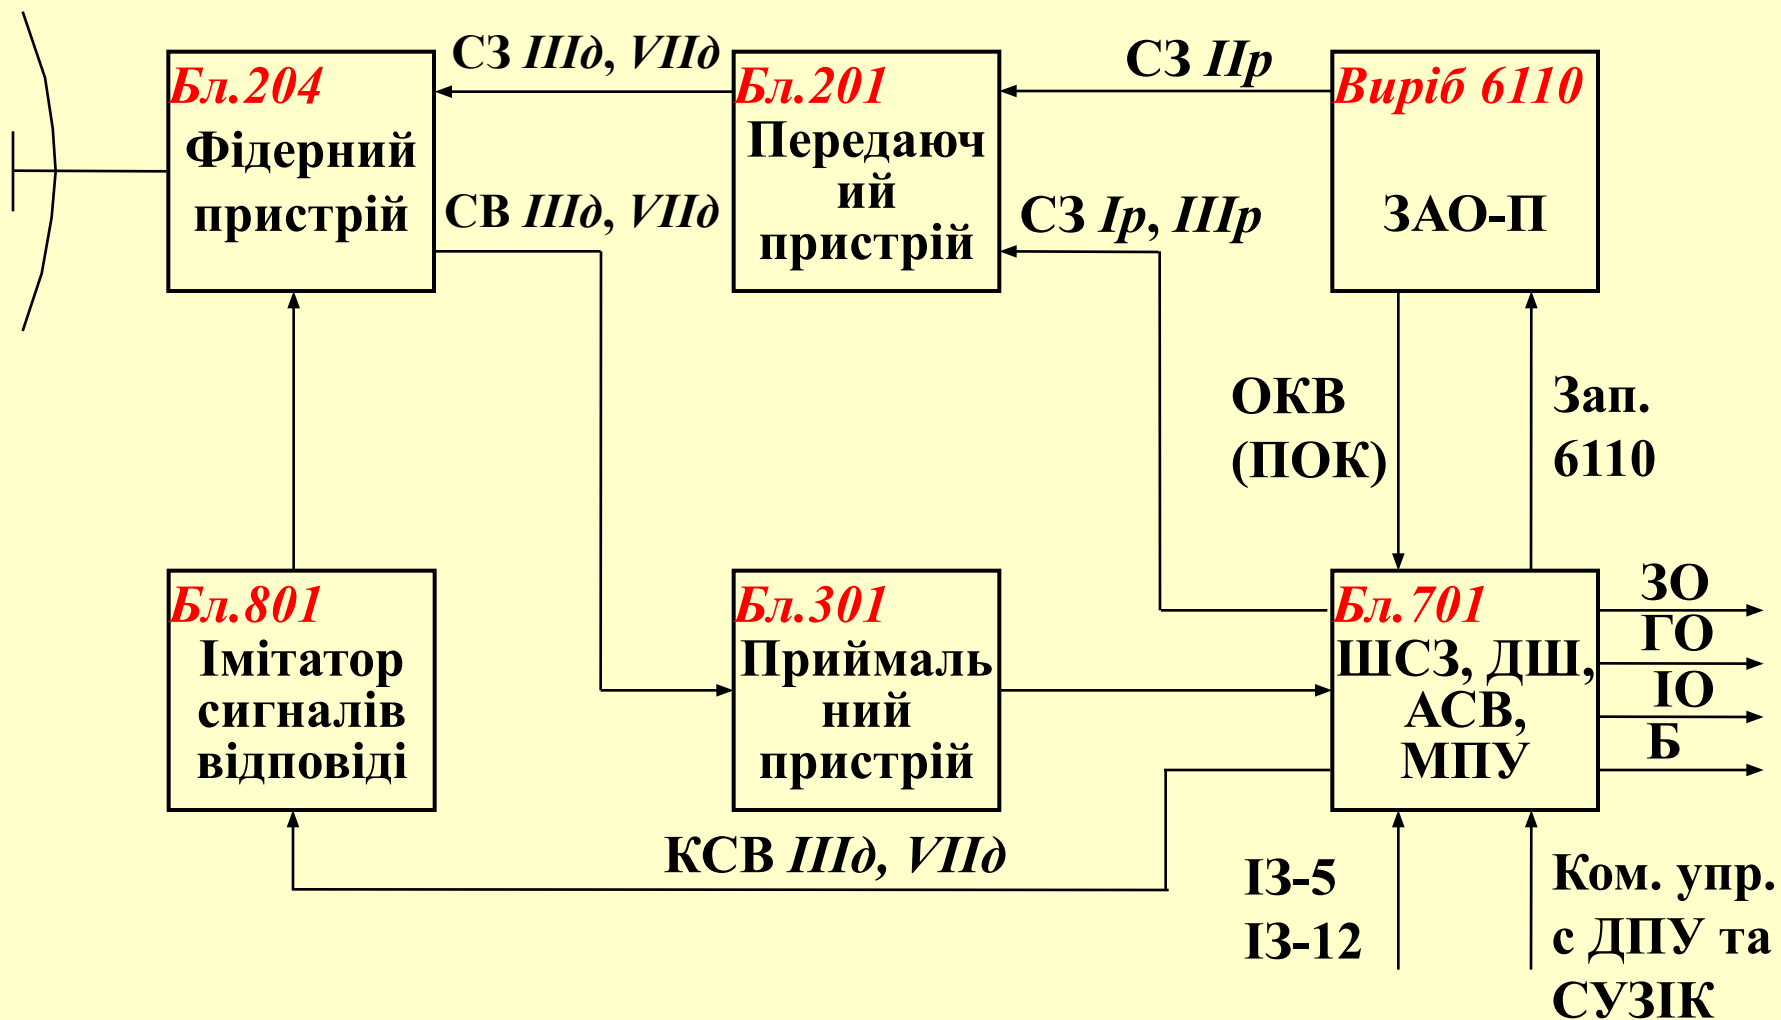 СЗ IIIд, VIIд
СЗ IIр
Бл.204
Фідерний
пристрій
Бл.201
Передаюч
ий
пристрій
Виріб 6110
ЗАО-П
СВ IIIд, VIIд
СЗ Iр, IIIр
ОКВ
(ПОК)
Зап.
6110
Бл.801
Імітатор
сигналів
відповіді
Бл.301
Приймаль
ний
пристрій
Бл.701
ШСЗ, ДШ,
АСВ,
МПУ
ЗО
ГО
ІО
Б
КСВ IIIд, VIIд
ІЗ-5
ІЗ-12
Ком. упр.
с ДПУ та
СУЗІК